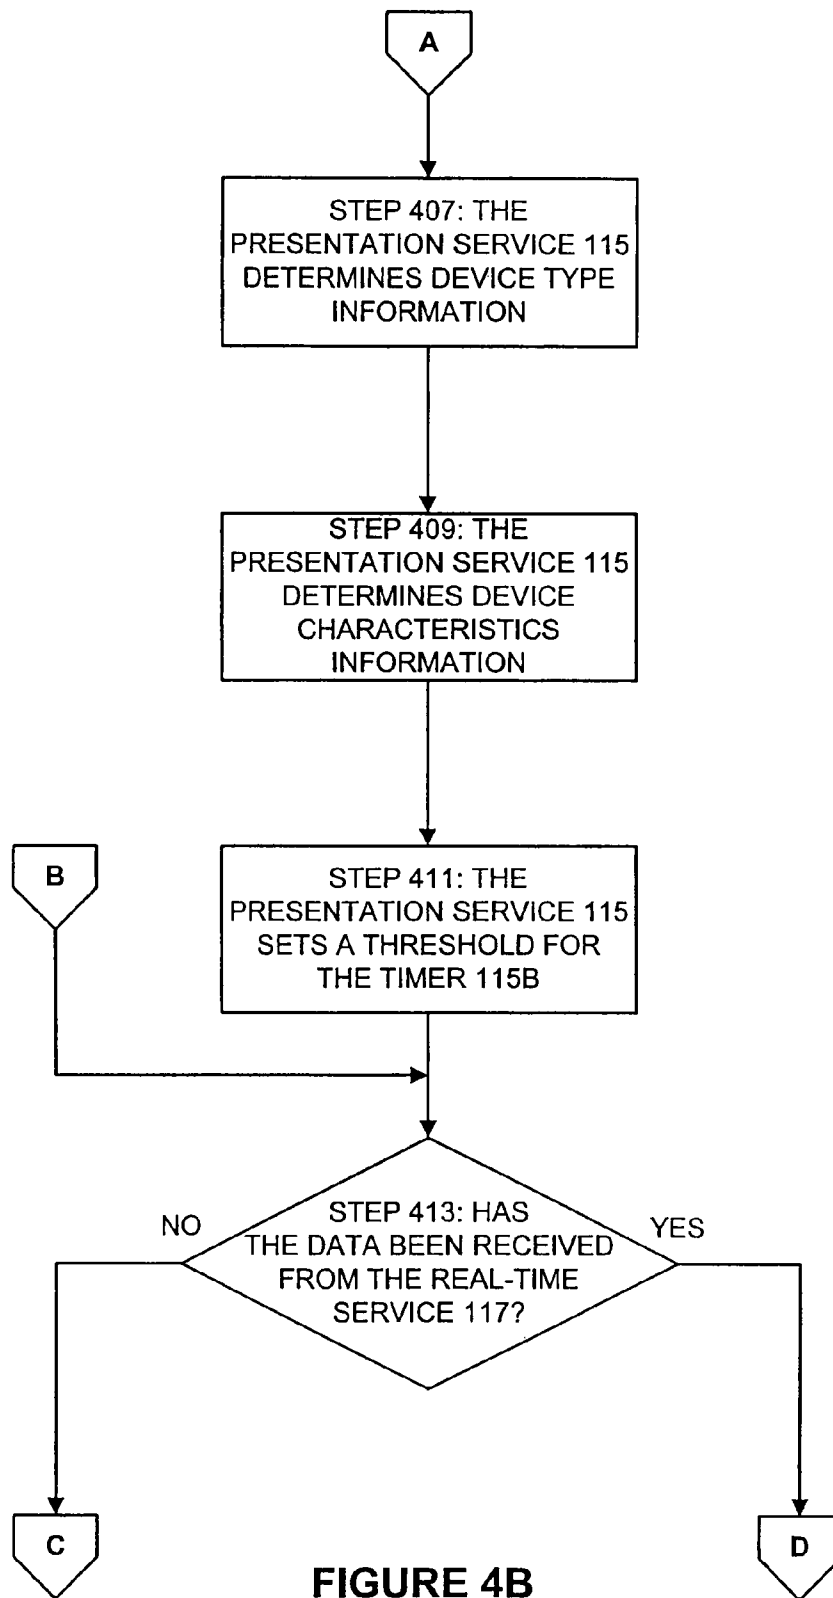 A
STEP 407: THE
PRESENTATION SERVICE 115
DETERMINES DEVICE TYPE
INFORMATION
STEP 409: THE
PRESENTATION SERVICE 115
DETERMINES DEVICE
CHARACTERISTICS
INFORMATION
B
STEP 411: THE
PRESENTATION SERVICE 115
SETS A THRESHOLD FOR
THE TIMER 115B
NO
STEP 413: HAS
THE DATA BEEN RECEIVED
FROM THE REAL-TIME
SERVICE 117?
YES
C
D
FIGURE 4B